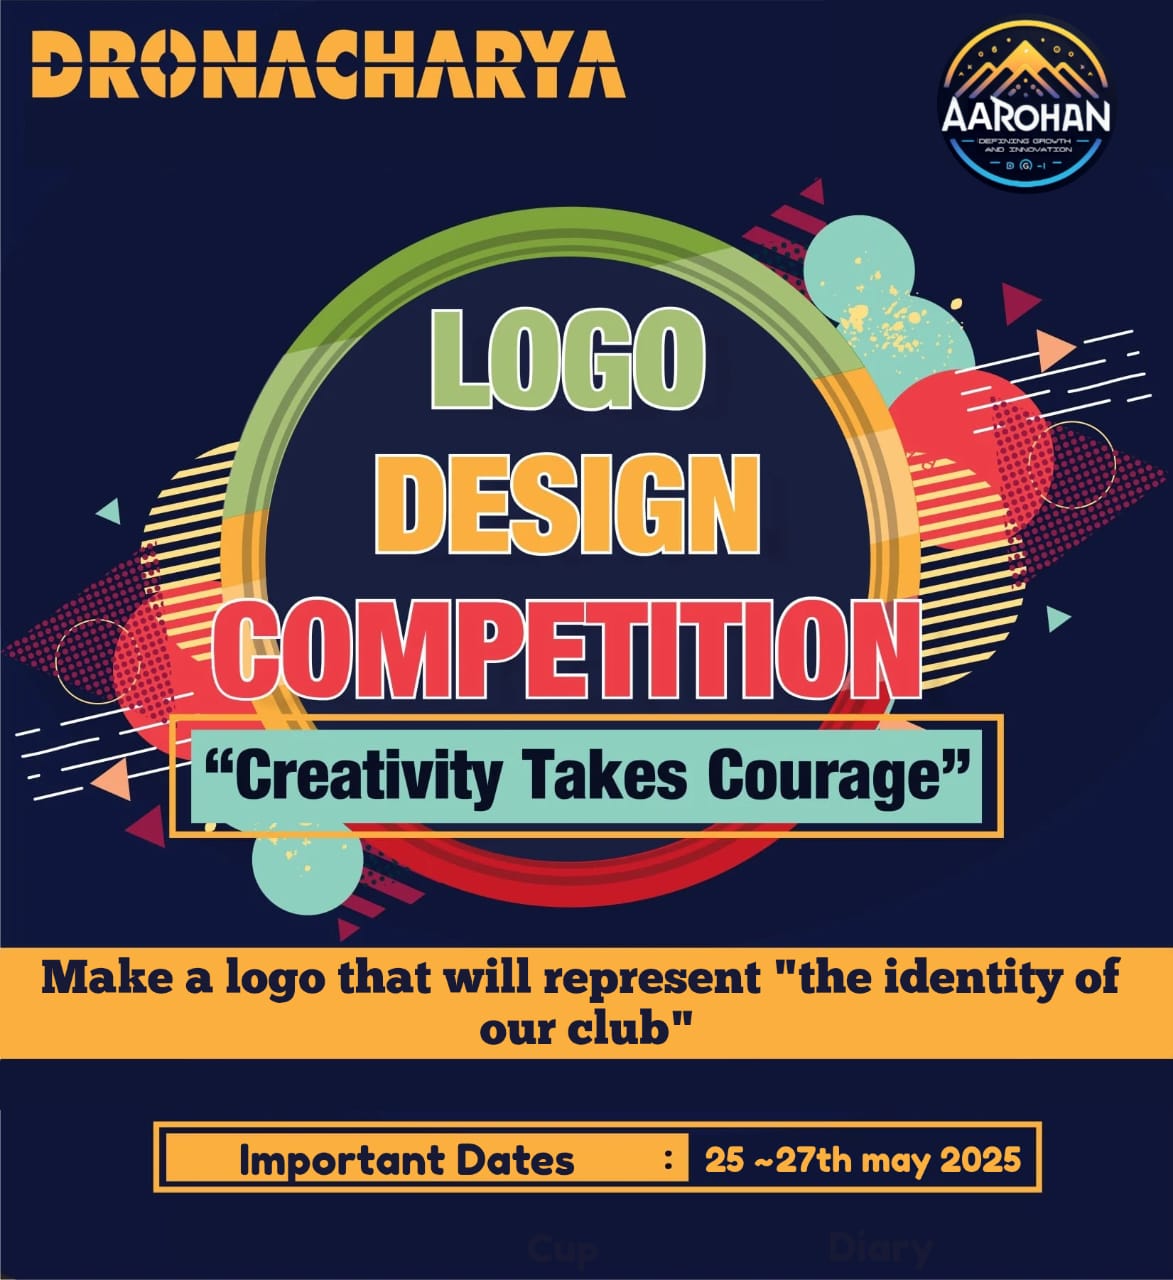 DRONACHARYA
AAROHAN
DEFINING GROWTH
AND INNOVATION
D G - I
LOGO
DESIGN
COMPETITION
“Creativity Takes Courage”
Make a logo that will represent "the identity of
our club"
Important Dates : 25 ~27th may 2025
Cup Diary